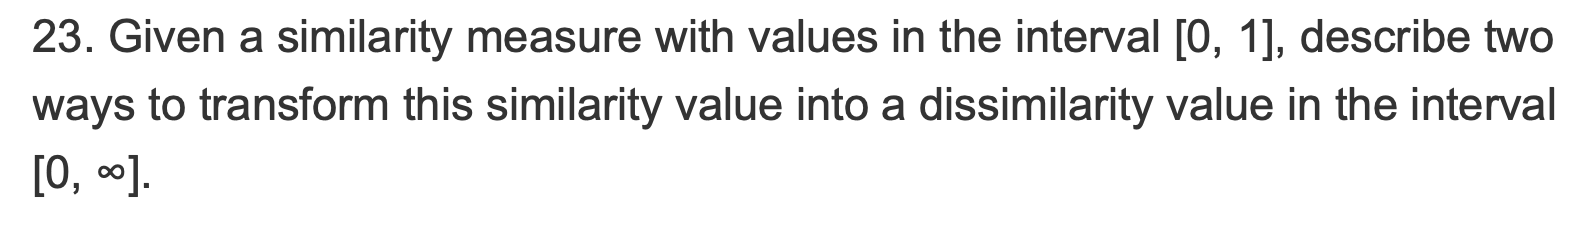 23. Given a similarity measure with values in the interval [0, 1], describe two
ways to transform this similarity value into a dissimilarity value in the interval
[0, ∞].